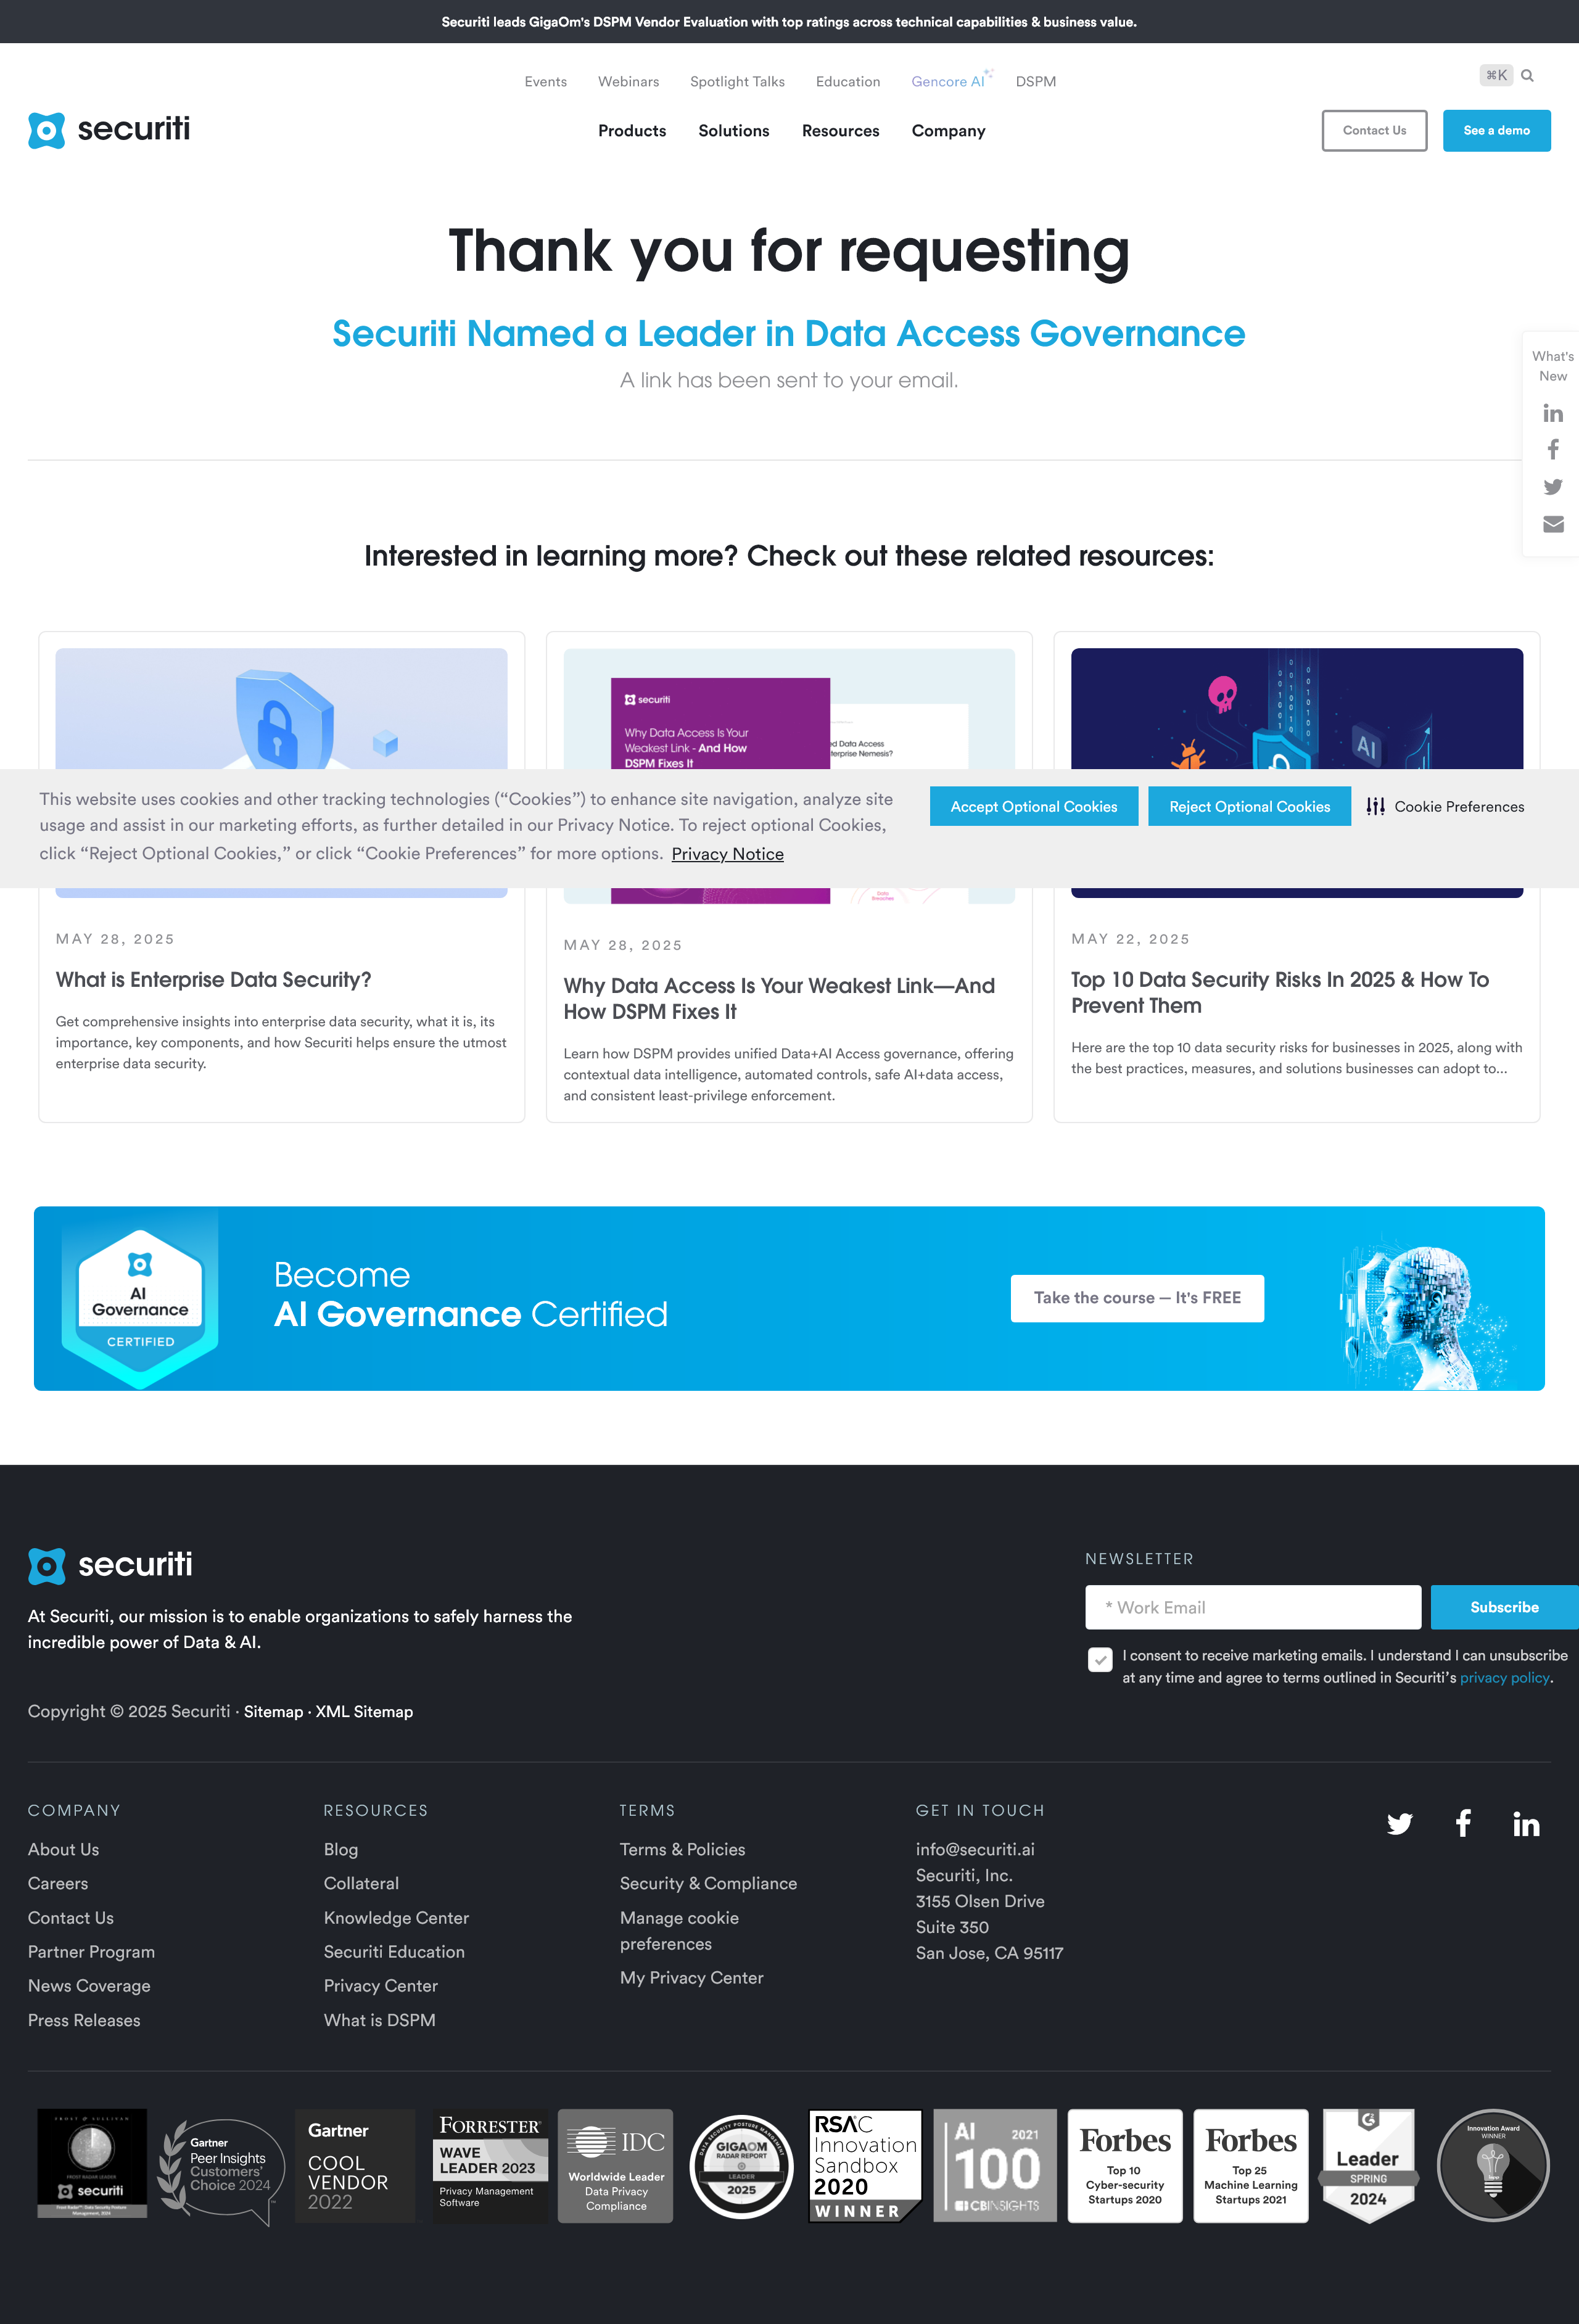 Securiti leads GigaOm's DSPM Vendor Evaluation with top ratings across technical capabilities & business value.
Events
Webinars
Spotlight Talks
Education
Gencore AI
DSPM
⌘K
securiti
Products
Solutions
Resources
Company
Contact Us
See a demo
Thank you for requesting
Securiti Named a Leader in Data Access Governance
A link has been sent to your email.
What's
New
Interested in learning more? Check out these related resources:
securiti
Why Data Access Is Your
Weakest Link - And How
DSPM Fixes It
d Data Access
terprise Nemesis?
AI
This website uses cookies and other tracking technologies (“Cookies”) to enhance site navigation, analyze site
usage and assist in our marketing efforts, as further detailed in our Privacy Notice. To reject optional Cookies,
click “Reject Optional Cookies,” or click “Cookie Preferences” for more options. Privacy Notice
Accept Optional Cookies
Reject Optional Cookies
Cookie Preferences
Data
Breaches
MAY 28, 2025
What is Enterprise Data Security?
Get comprehensive insights into enterprise data security, what it is, its
importance, key components, and how Securiti helps ensure the utmost
enterprise data security.
MAY 28, 2025
Why Data Access Is Your Weakest Link—And
How DSPM Fixes It
Learn how DSPM provides unified Data+AI Access governance, offering
contextual data intelligence, automated controls, safe AI+data access,
and consistent least-privilege enforcement.
MAY 22, 2025
Top 10 Data Security Risks In 2025 & How To
Prevent Them
Here are the top 10 data security risks for businesses in 2025, along with
the best practices, measures, and solutions businesses can adopt to...
AI
Governance
CERTIFIED
Become
AI Governance Certified
Take the course — It's FREE
securiti
At Securiti, our mission is to enable organizations to safely harness the
incredible power of Data & AI.
Copyright © 2025 Securiti · Sitemap · XML Sitemap
NEWSLETTER
* Work Email
Subscribe
I consent to receive marketing emails. I understand I can unsubscribe
at any time and agree to terms outlined in Securiti's privacy policy.
COMPANY
About Us
Careers
Contact Us
Partner Program
News Coverage
Press Releases
RESOURCES
Blog
Collateral
Knowledge Center
Securiti Education
Privacy Center
What is DSPM
TERMS
Terms & Policies
Security & Compliance
Manage cookie
preferences
My Privacy Center
GET IN TOUCH
info@securiti.ai
Securiti, Inc.
3155 Olsen Drive
Suite 350
San Jose, CA 95117
FROST & SULLIVAN
FROST RADAR LEADER
securiti
Gartner
Peer Insights
Customers'
Choice 2024
Gartner
COOL
VENDOR
2022
FORRESTER
WAVE
LEADER 2023
Privacy Management
Software
IDC
Worldwide Leader
Data Privacy
Compliance
DATA SECURITY POSTURE MANAGEMENT
GIGAOM
RADAR REPORT
LEADER
2025
RSAC
Innovation
Sandbox
2020
WINNER
AI 2021
100
CBINSIGHTS
Forbes
Top 10
Cyber-security
Startups 2020
Forbes
Top 25
Machine Learning
Startups 2021
G
Leader
SPRING
2024
Innovation Award
WINNER